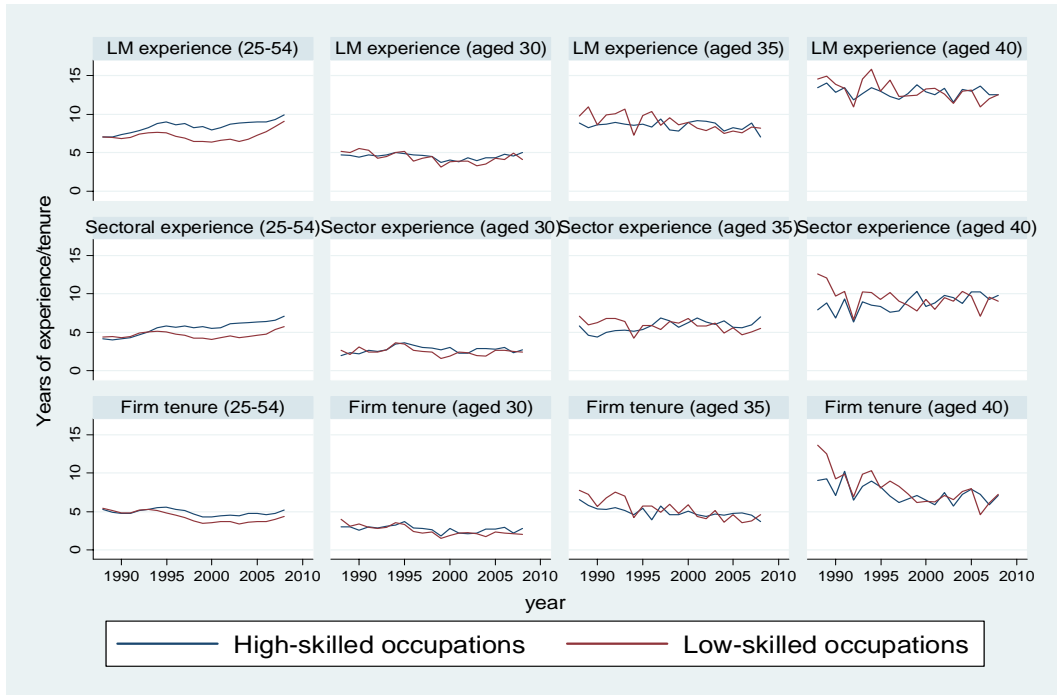 LM experience (25-54)
LM experience (aged 30)
LM experience (aged 35)
LM experience (aged 40)
15
10
5
0
Sectoral experience (25-54)
Sector experience (aged 30)
Sector experience (aged 35)
Sector experience (aged 40)
15
10
5
0
Firm tenure (25-54)
Firm tenure (aged 30)
Firm tenure (aged 35)
Firm tenure (aged 40)
15
10
5
0
Years of experience/tenure
1990 1995 2000 2005 2010
1990 1995 2000 2005 2010
1990 1995 2000 2005 2010
1990 1995 2000 2005 2010
year
High-skilled occupations
Low-skilled occupations